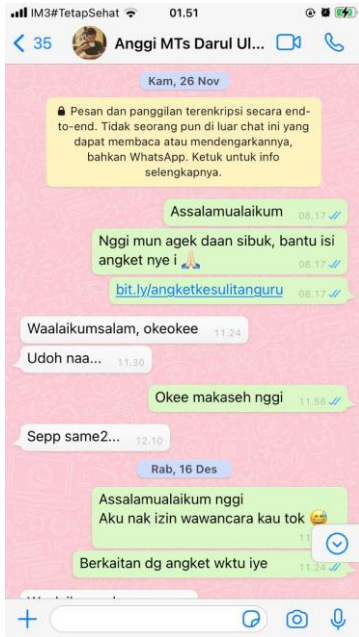 IM3#TetapSehat 01.51
35 Anggi MTs Darul Ul...
Kam, 26 Nov
Pesan dan panggilan terenkripsi secara end-
to-end. Tidak seorang pun di luar chat ini yang
dapat membaca atau mendengarkannya,
bahkan WhatsApp. Ketuk untuk info
selengkapnya.
Assalamualaikum 08.17
Nggi mun agek daan sibuk, bantu isi
angket nye i 🙏🏻 08.17
bit.ly/angketkesulitanguru 08.17
Waalaikumsalam, okeokee 11.24
Udoh naa... 11.30
Okee makaseh nggi 11.56
Sepp same2... 12.10
Rab, 16 Des
Assalamualaikum nggi
Aku nak izin wawancara kau tok 😅
11
Berkaitan dg angket wktu iye 11.24